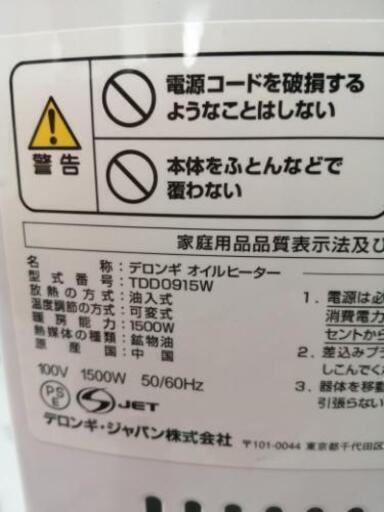 電源コードを破損する
ようなことはしない
警告
本体をふとんなどで
覆わない
家庭用品品質表示法及び
名称：デロンギ オイルヒーター
型式番号：TDD0915W
放熱の方式：油入式
温度調節の方式：可変式
暖房能力：1500W
熱媒体の種類：鉱物油
原産国：中国
100V 1500W 50/60Hz
PS
E
JET
デロンギ・ジャパン株式会社
〒101-0044 東京都千代田区
1. 電源は必
消費電力
セントから
2. 差込みプラ
しこんでくだ
3. 器体を移動
引張らない